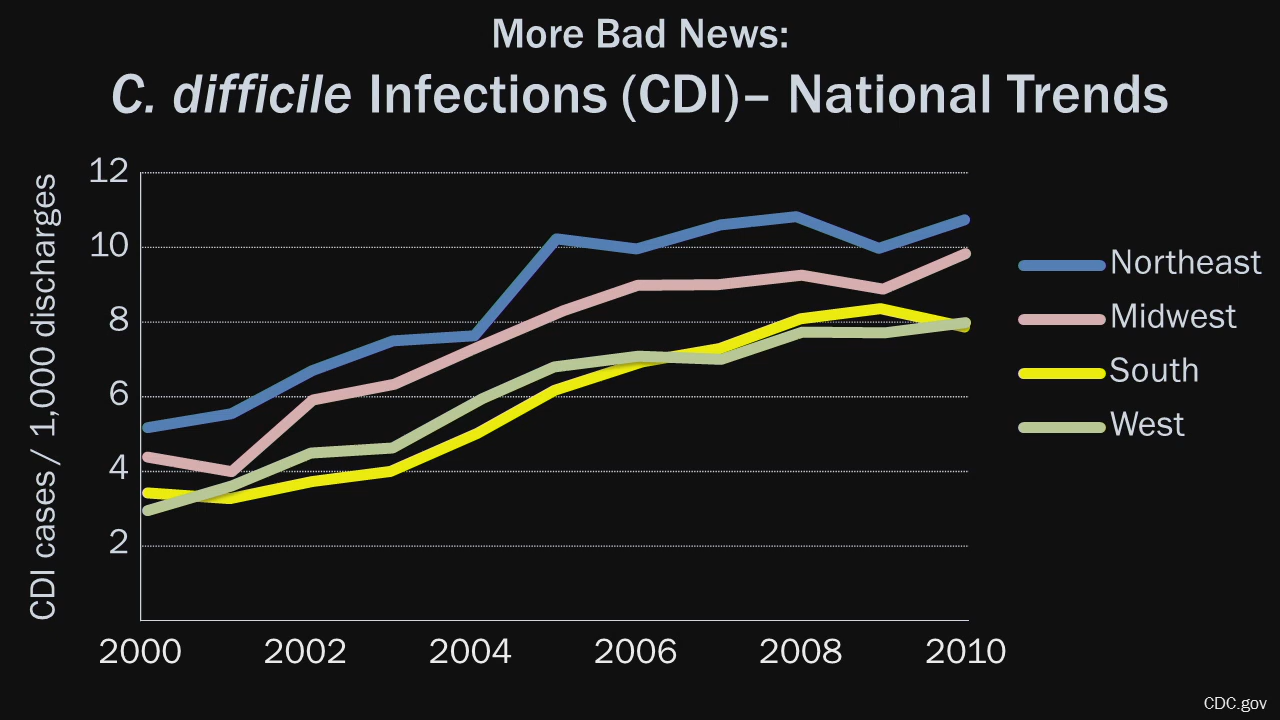 More Bad News:
C. difficile Infections (CDI)– National Trends
CDI cases / 1,000 discharges
12
10
8
6
4
2
2000 2002 2004 2006 2008 2010
Northeast
Midwest
South
West
CDC.gov